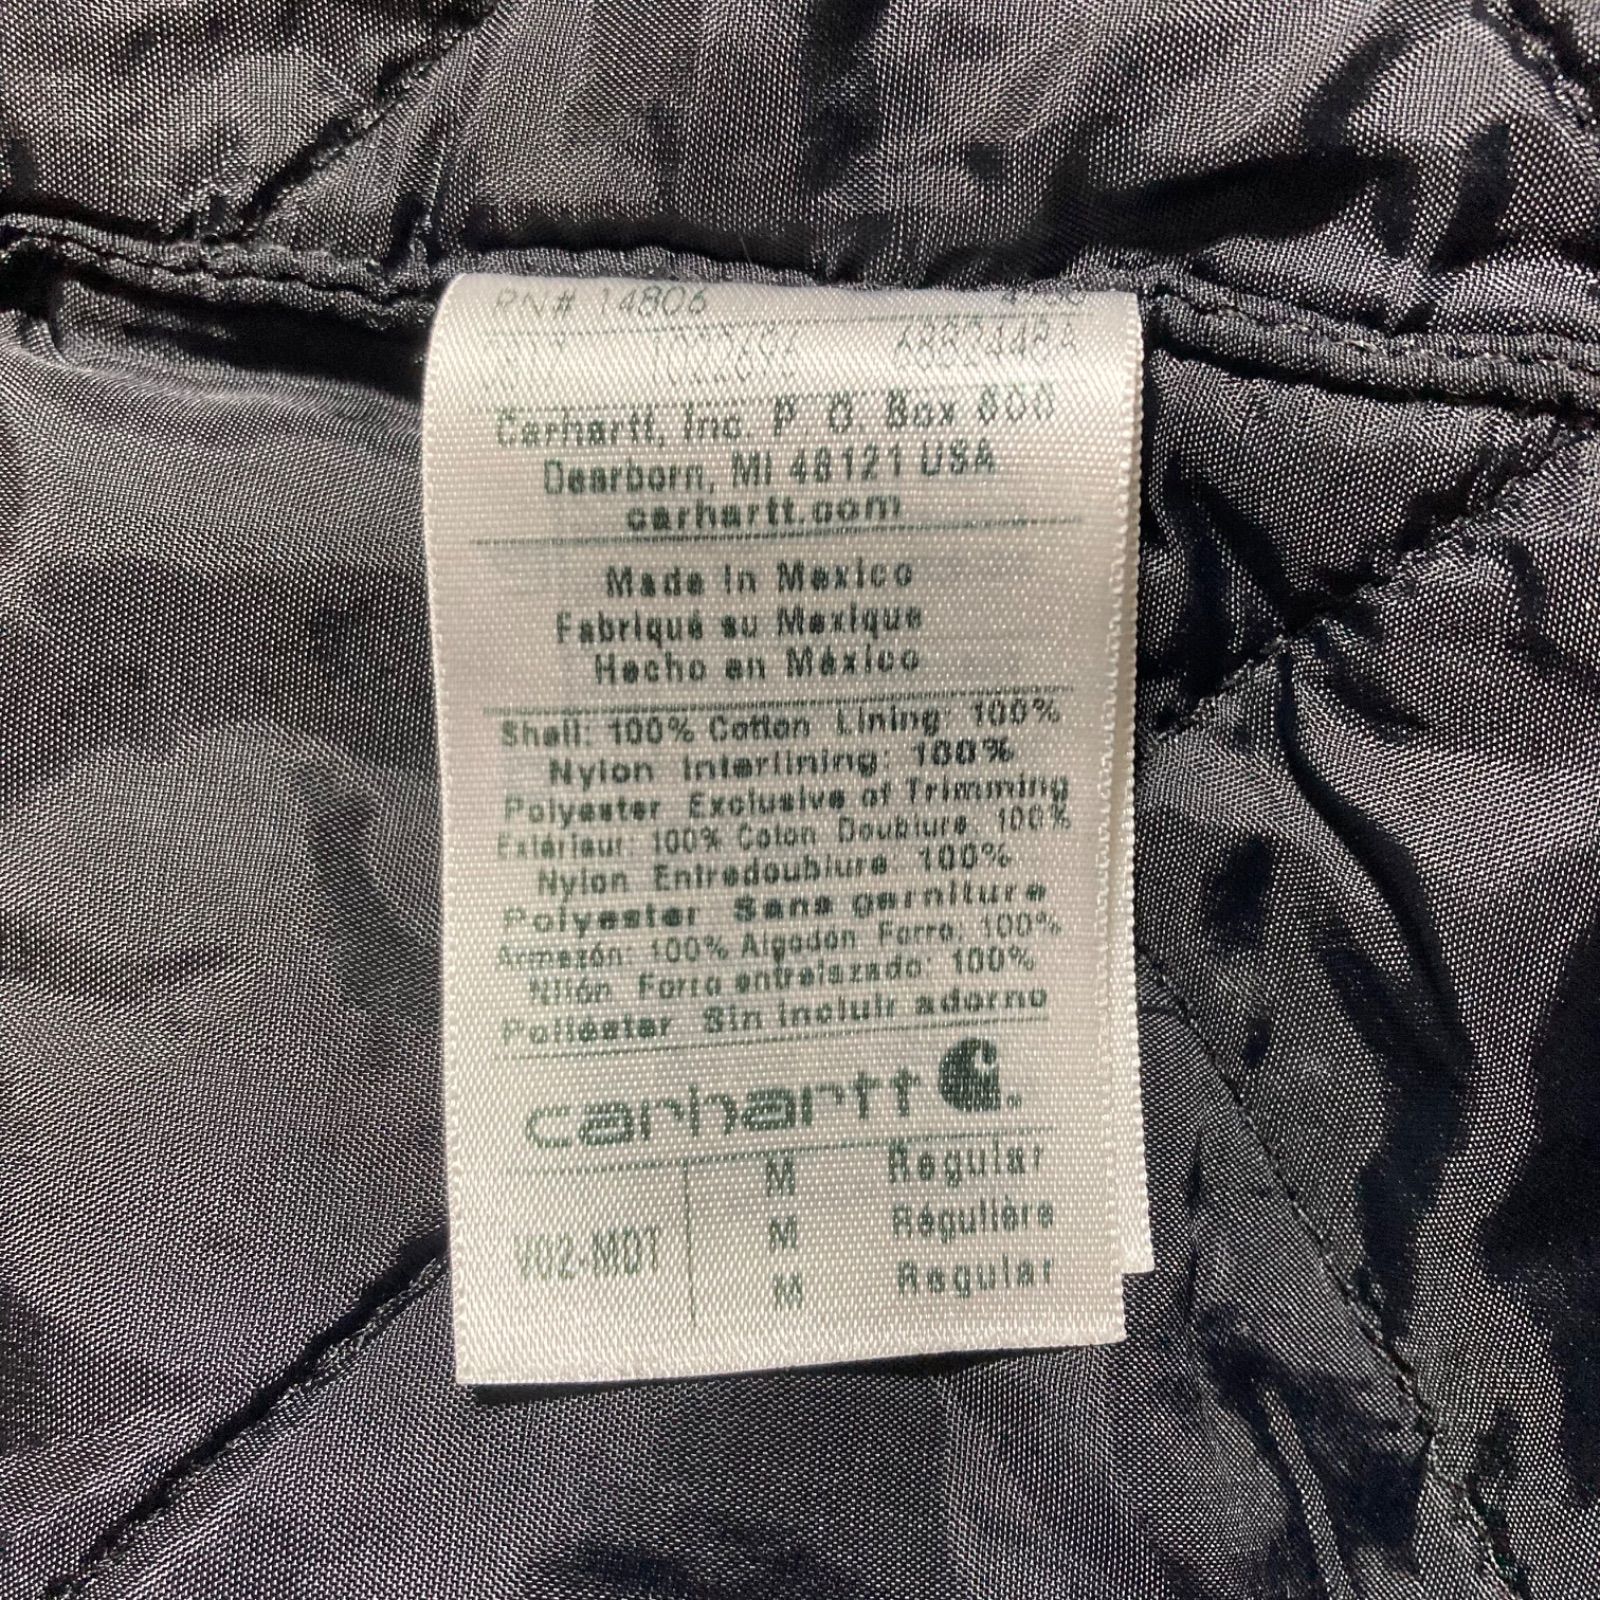 RN# 14806
Carhartt, Inc. P. O. Box 600
Dearborn, MI 48121 USA
carhartt.com
Made in Mexico
Fabriqué au Mexique
Hecho en México
Shell: 100% Cotton Lining: 100%
Nylon Interlining: 100%
Polyester Exclusive of Trimming
Extérieur: 100% Coton Doublure: 100%
Nylon Entredoublure: 100%
Polyester Sans garniture
Armazón: 100% Algodón Forro: 100%
Nilón Forro entrelazado: 100%
Poliéster Sin incluir adorno
carhartt
M Regular
V02-MDT M Régulière
M Regular